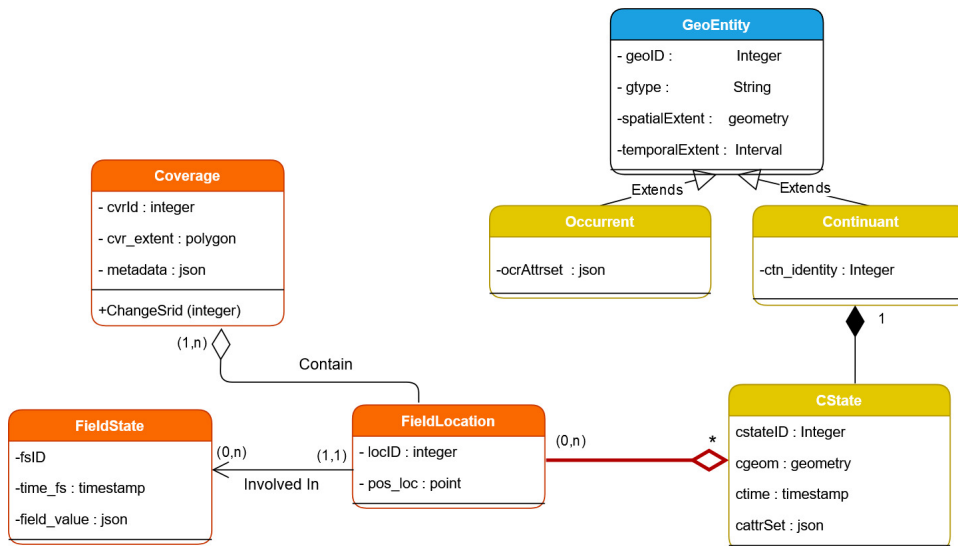 GeoEntity
- geoID : Integer
- gtype : String
-spatialExtent : geometry
-temporalExtent : Interval
Extends
Extends
Coverage
- cvrId : integer
- cvr_extent : polygon
- metadata : json
+ChangeSrid (integer)
Occurrent
-ocrAttrset : json
Continuant
-ctn_identity : Integer
(1,n)
1
Contain
FieldState
-fsID
-time_fs : timestamp
-field_value : json
(0,n)
(1,1)
Involved In
FieldLocation
- locID : integer
- pos_loc : point
(0,n)
*
CState
cstateID : Integer
cgeom : geometry
ctime : timestamp
cattrSet : json